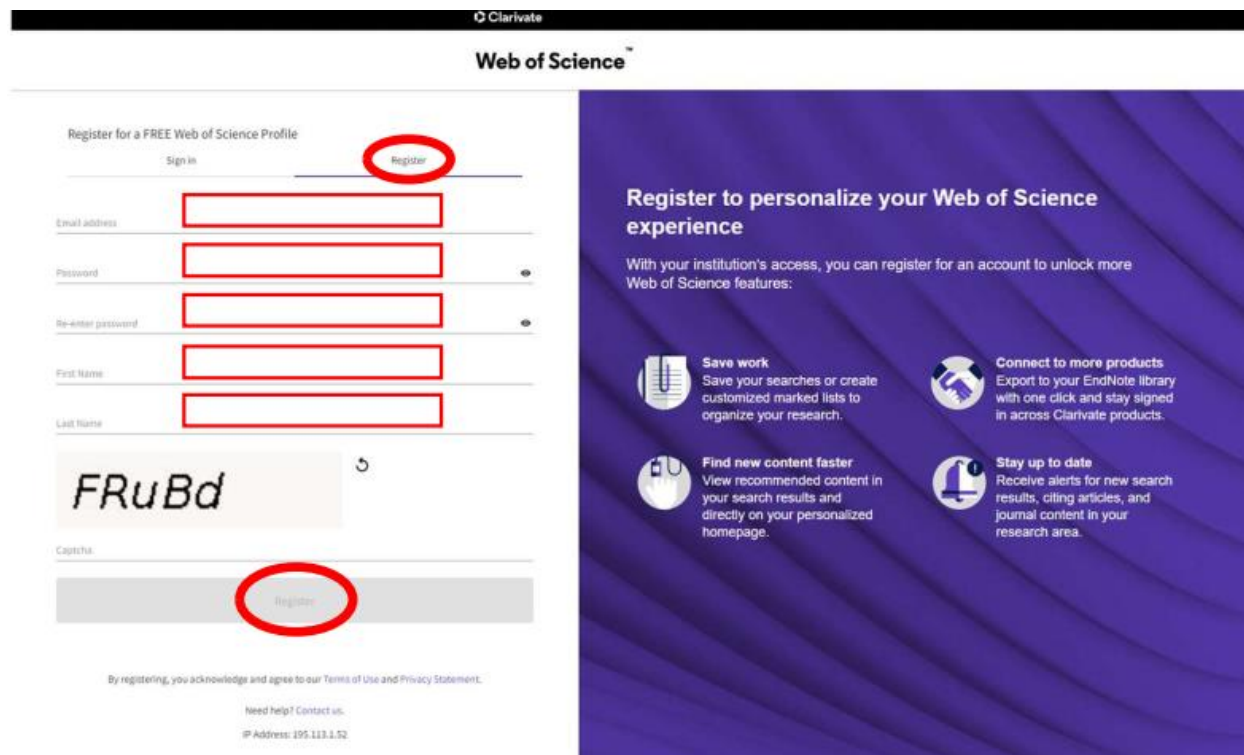 Clarivate
Web of Science™
Register for a FREE Web of Science Profile
Sign in
Register
Email address
Password
Re-enter password
First Name
Last Name
FRuBd
Captcha
Register
By registering, you acknowledge and agree to our Terms of Use and Privacy Statement.
Need help? Contact us.
IP Address: 195.113.1.52
Register to personalize your Web of Science
experience
With your institution's access, you can register for an account to unlock more
Web of Science features:
Save work
Save your searches or create
customized marked lists to
organize your research.
Connect to more products
Export to your EndNote library
with one click and stay signed
in across Clarivate products.
Find new content faster
View recommended content in
your search results and
directly on your personalized
homepage.
Stay up to date
Receive alerts for new search
results, citing articles, and
journal content in your
research area.